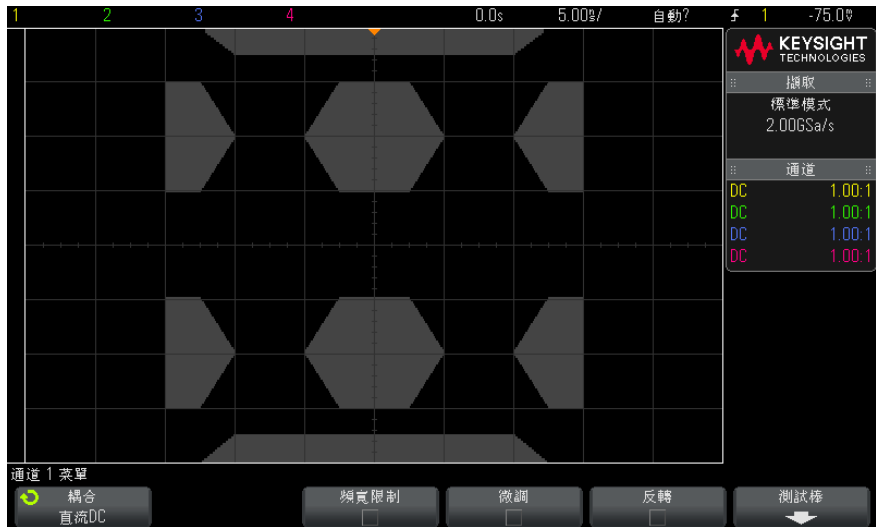 1 2 3 4 0.0s 5.00ns/ 自動? 1 -75.0V
KEYSIGHT
TECHNOLOGIES
擷取
標準模式
2.00GSa/s
通道
DC 1.00:1
DC 1.00:1
DC 1.00:1
DC 1.00:1
通道 1 菜單
耦合
直流DC
頻寬限制
微調
反轉
測試棒